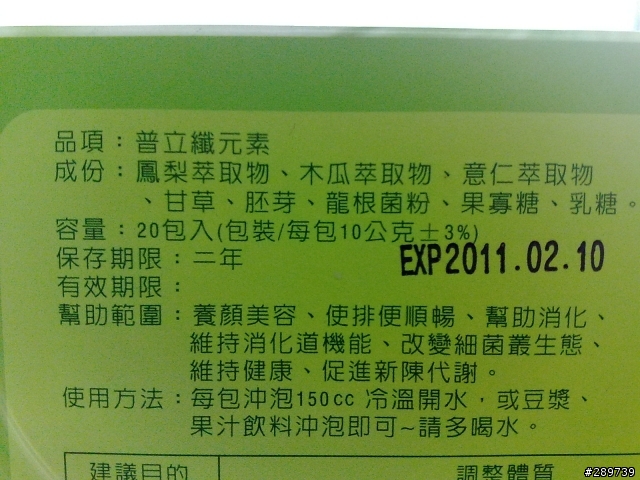 品項：普立纖元素
成份：鳳梨萃取物、木瓜萃取物、意仁萃取物
、甘草、胚芽、龍根菌粉、果寡糖、乳糖。
容量：20包入(包裝/每包10公克±3%)
保存期限：二年
EXP2011.02.10
有效期限：
幫助範圍：養顏美容、使排便順暢、幫助消化、
維持消化道機能、改變細菌叢生態、
維持健康、促進新陳代謝。
使用方法：每包沖泡150cc 冷溫開水，或豆漿、
果汁飲料沖泡即可~請多喝水。
建議目的
調整體質
#289739